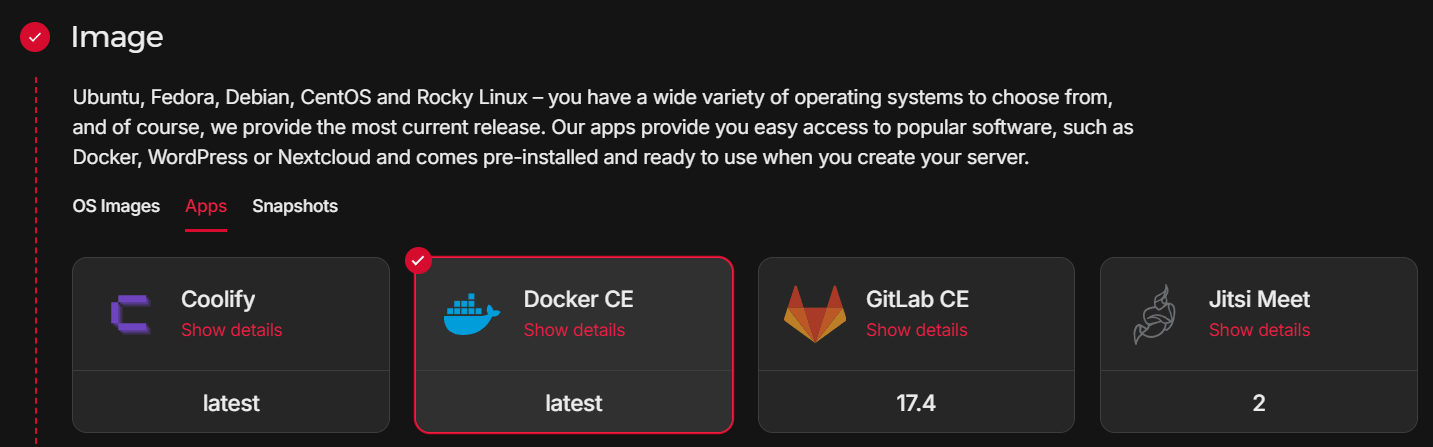 Image
Ubuntu, Fedora, Debian, CentOS and Rocky Linux – you have a wide variety of operating systems to choose from,
and of course, we provide the most current release. Our apps provide you easy access to popular software, such as
Docker, WordPress or Nextcloud and comes pre-installed and ready to use when you create your server.
OS Images Apps Snapshots
Coolify
Show details
latest
Docker CE
Show details
latest
GitLab CE
Show details
17.4
Jitsi Meet
Show details
2